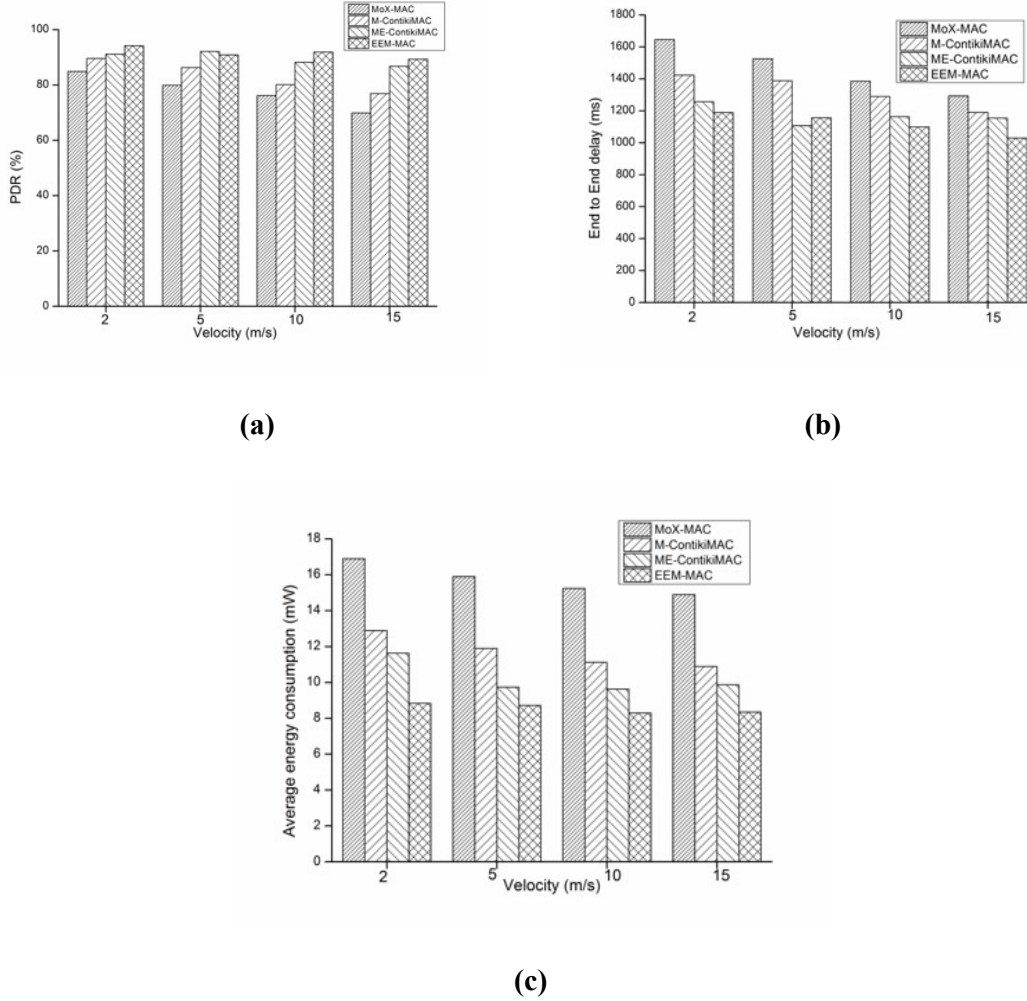 MoX-MAC
M-ContikiMAC
ME-ContikiMAC
EEM-MAC
100
80
60
40
20
0
PDR (%)
2 5 10 15
Velocity (m/s)
(a)
MoX-MAC
M-ContikiMAC
ME-ContikiMAC
EEM-MAC
1800
1600
1400
1200
1000
800
600
400
200
0
End to End delay (ms)
2 5 10 15
Velocity (m/s)
(b)
MoX-MAC
M-ContikiMAC
ME-ContikiMAC
EEM-MAC
18
16
14
12
10
8
6
4
2
0
Average energy consumption (mW)
2 5 10 15
Velocity (m/s)
(c)